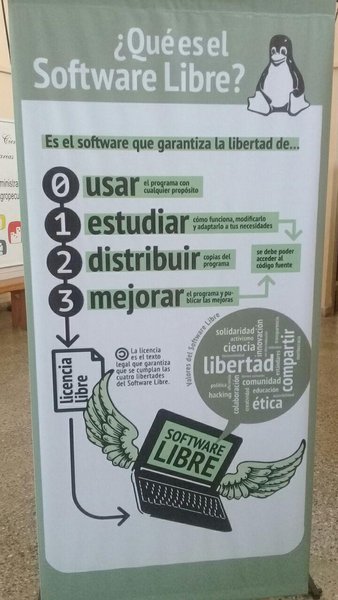 ¿Qué es el
Software Libre?
Es el software que garantiza la libertad de...
0 usar el programa con
cualquier propósito
1 estudiar cómo funciona, modificarlo
y adaptarlo a tus necesidades
2 distribuir copias del
programa
se debe poder
acceder al
código fuente
3 mejorar el programa y pu-
blicar las mejoras
licencia
libre
La licencia
es el texto
legal que garantiza
que se cumplan las
cuatro libertades
del Software Libre.
Valores del Software Libre
solidaridad
activismo
ciencia
innovación
libertad
compartir
política
hacking
colaboración
creatividad
comunidad
educación
ética
SOFTWARE
LIBRE